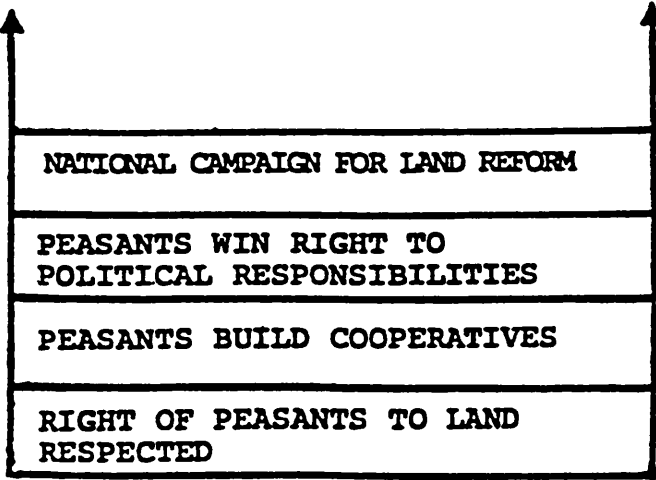 NATIONAL CAMPAIGN FOR LAND REFORM
PEASANTS WIN RIGHT TO
POLITICAL RESPONSIBILITIES
PEASANTS BUILD COOPERATIVES
RIGHT OF PEASANTS TO LAND
RESPECTED